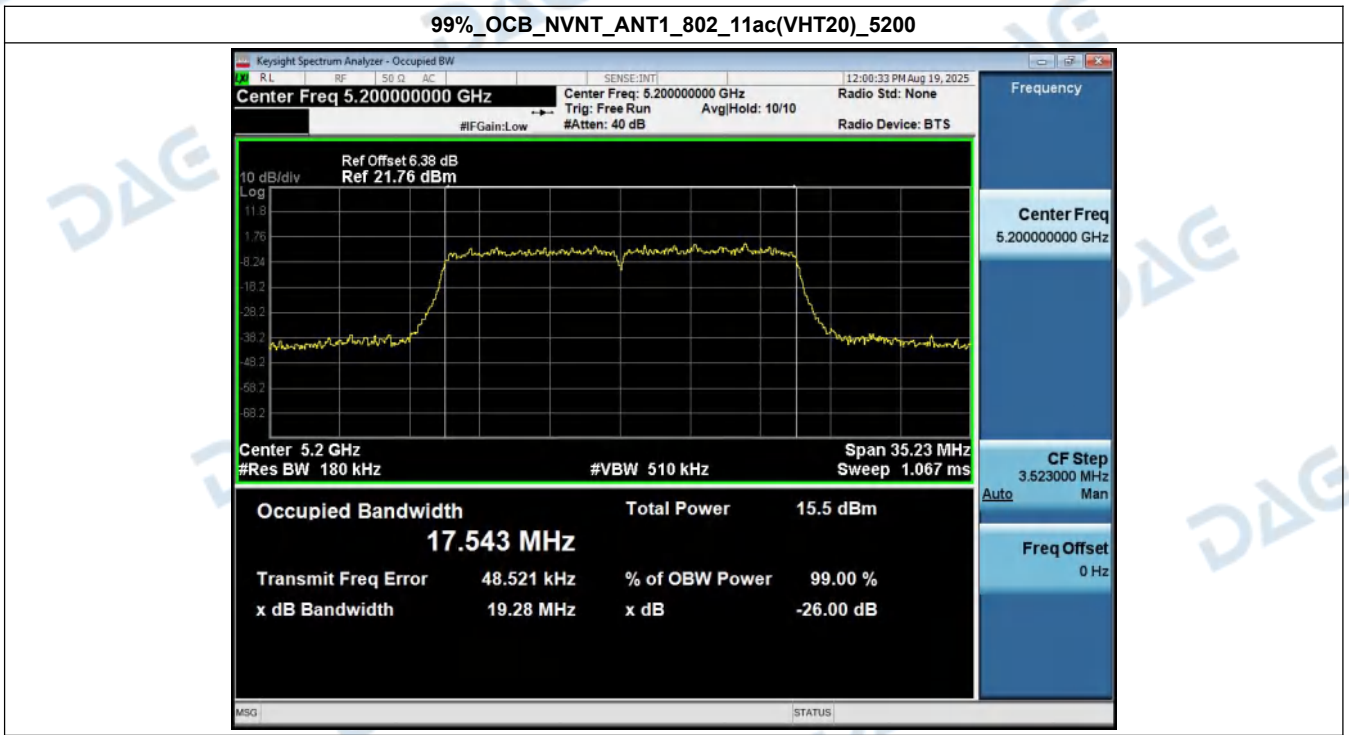 99%_OCB_NVNT_ANT1_802_11ac(VHT20)_5200
Keysight Spectrum Analyzer - Occupied BW
LXI RL RF 50 Ω AC SENSE:INT 12:00:33 PM Aug 19, 2025
Center Freq 5.200000000 GHz
Center Freq: 5.200000000 GHz Radio Std: None
Trig: Free Run Avg|Hold: 10/10
#IFGain:Low #Atten: 40 dB Radio Device: BTS
Ref Offset 6.38 dB
10 dB/div Ref 21.76 dBm
Log
11.8
1.76
-8.24
-18.2
-28.2
-38.2
-48.2
-58.2
-68.2
Center 5.2 GHz Span 35.23 MHz
#Res BW 180 kHz #VBW 510 kHz Sweep 1.067 ms
Occupied Bandwidth Total Power 15.5 dBm
17.543 MHz
Transmit Freq Error 48.521 kHz % of OBW Power 99.00 %
x dB Bandwidth 19.28 MHz x dB -26.00 dB
MSG STATUS
Frequency
Center Freq
5.200000000 GHz
CF Step
3.523000 MHz
Auto Man
Freq Offset
0 Hz
DAG
DAG
DAG